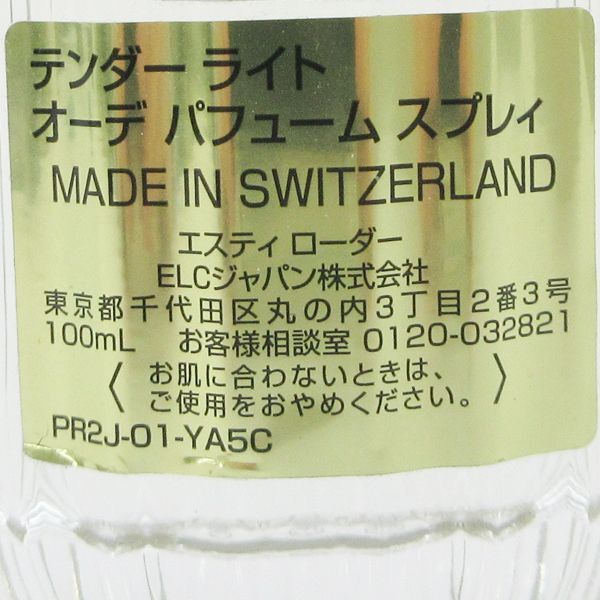 テンダー ライト
オーデ パフューム スプレィ
MADE IN SWITZERLAND
エスティ ローダー
ELCジャパン株式会社
東京都千代田区丸の内3丁目2番3号
100mL お客様相談室 0120-032821
〈 お肌に合わないときは、 〉
ご使用をおやめください。
PR2J-01-YA5C